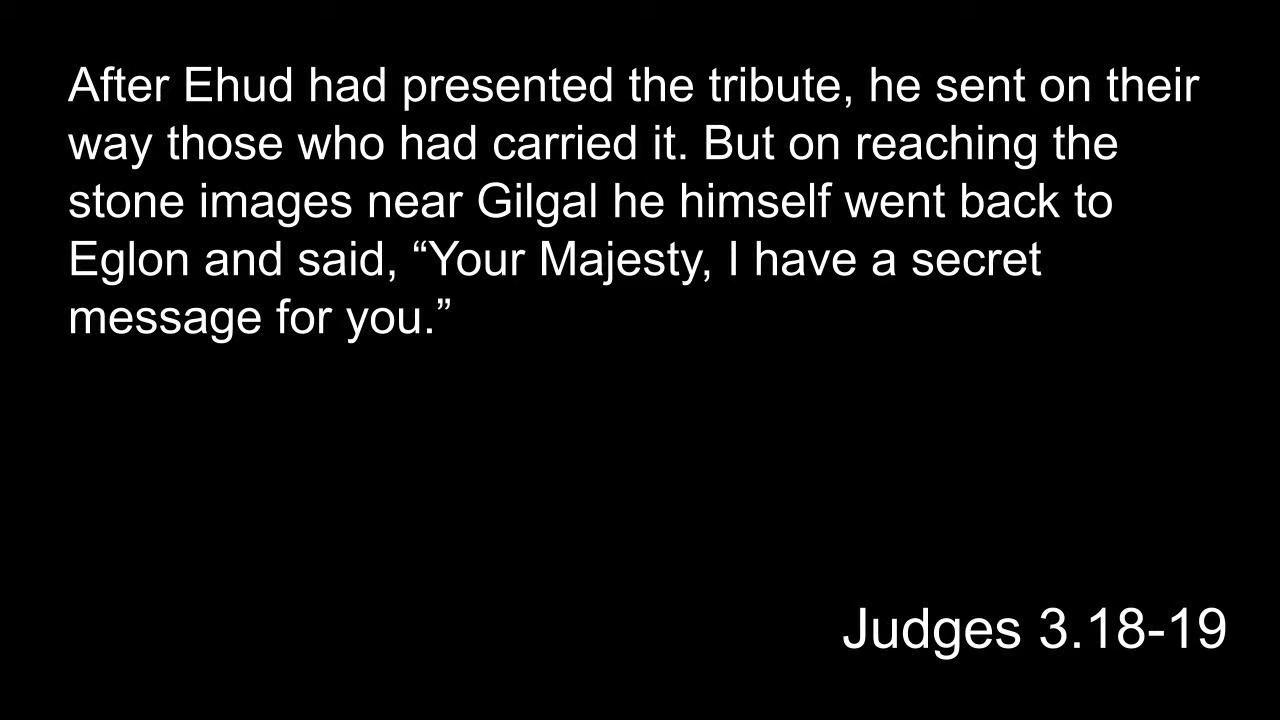 After Ehud had presented the tribute, he sent on their
way those who had carried it. But on reaching the
stone images near Gilgal he himself went back to
Eglon and said, “Your Majesty, I have a secret
message for you.”
Judges 3.18-19